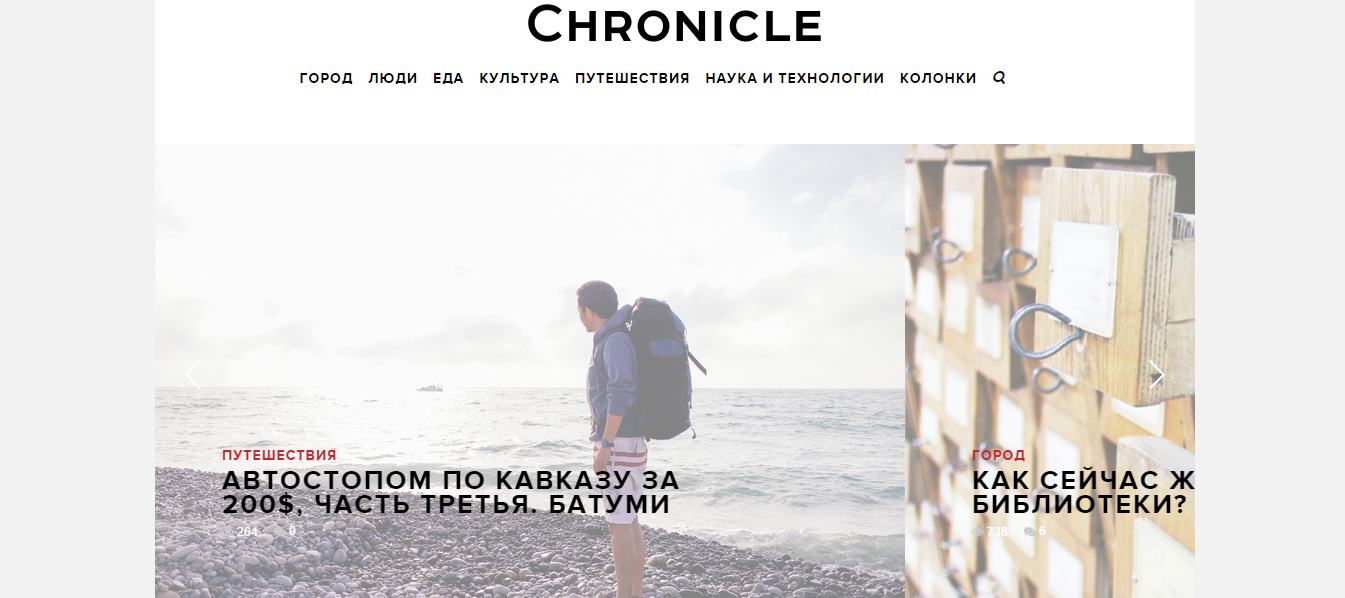 CHRONICLE
ГОРОД ЛЮДИ ЕДА КУЛЬТУРА ПУТЕШЕСТВИЯ НАУКА И ТЕХНОЛОГИИ КОЛОНКИ
ПУТЕШЕСТВИЯ
АВТОСТОПОМ ПО КАВКАЗУ ЗА
200$, ЧАСТЬ ТРЕТЬЯ. БАТУМИ
264 0
ГОРОД
КАК СЕЙЧАС Ж
БИБЛИОТЕКИ?
738 6